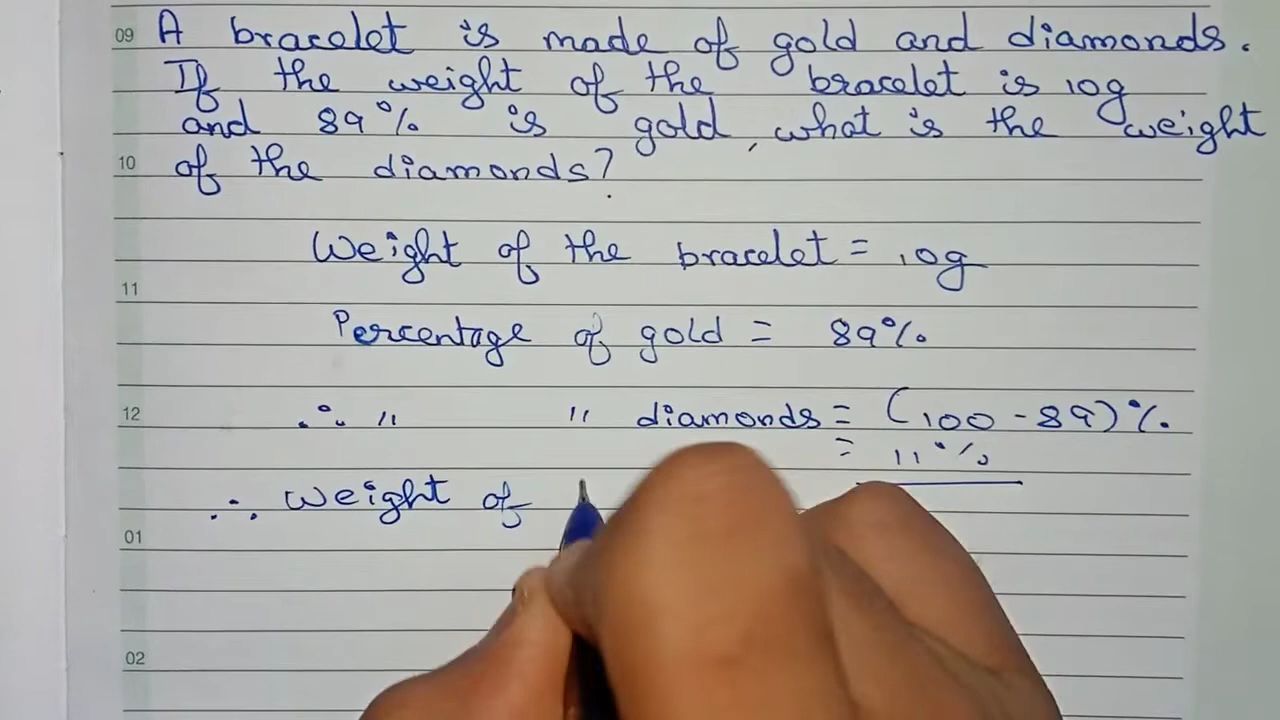 09 A bracelet is made of gold and diamonds.
If the weight of the bracelet is 10g
and 89% is gold, what is the weight
10 of the diamonds?
Weight of the bracelet = 10g
11
Percentage of gold = 89%
12 ∴ " " diamonds = (100 - 89)%
= 11%
∴ weight of
01
02